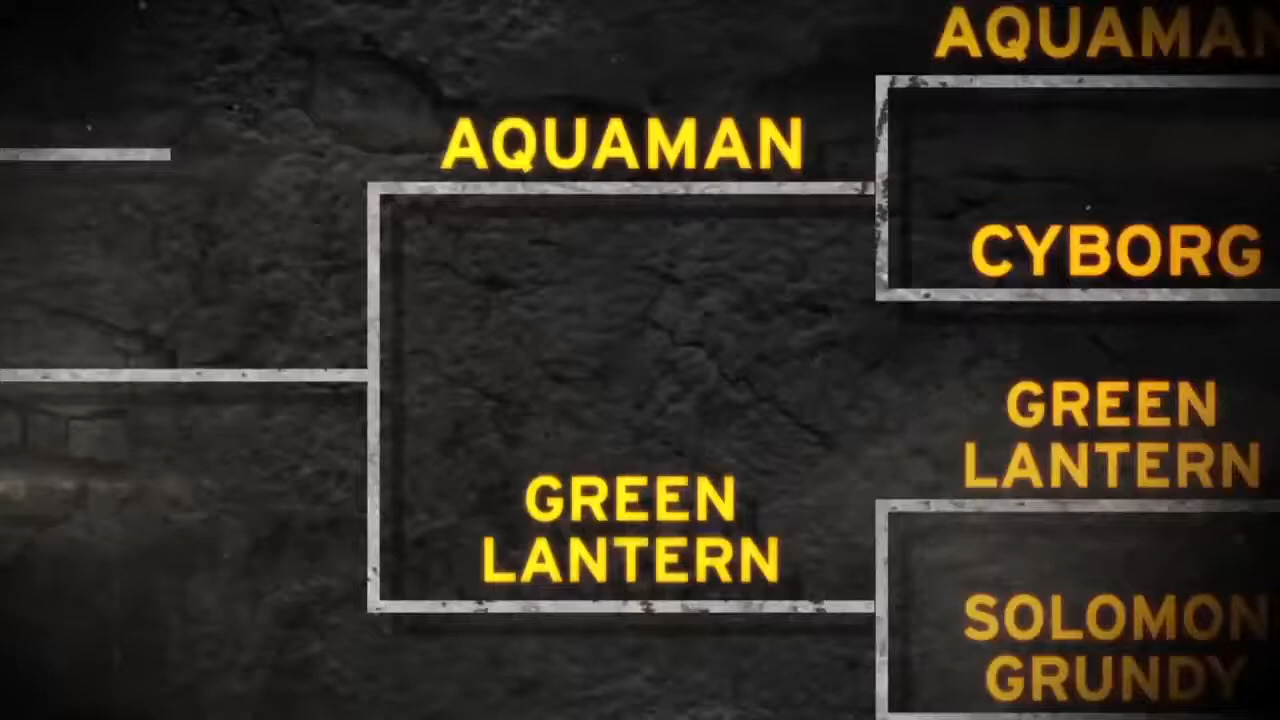 AQUAMAN
AQUAMAN
CYBORG
GREEN
LANTERN
GREEN
LANTERN
SOLOMON
GRUNDY